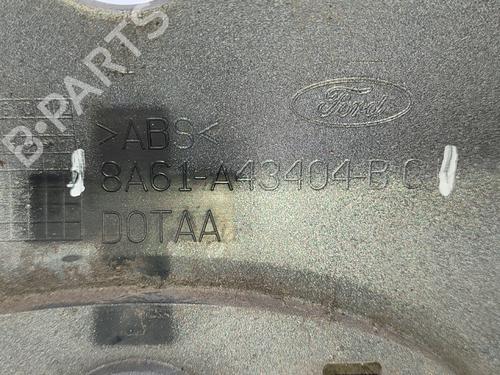 B-PARTS
Ford
>ABS<
8A61-A43404-BC
DOTAA